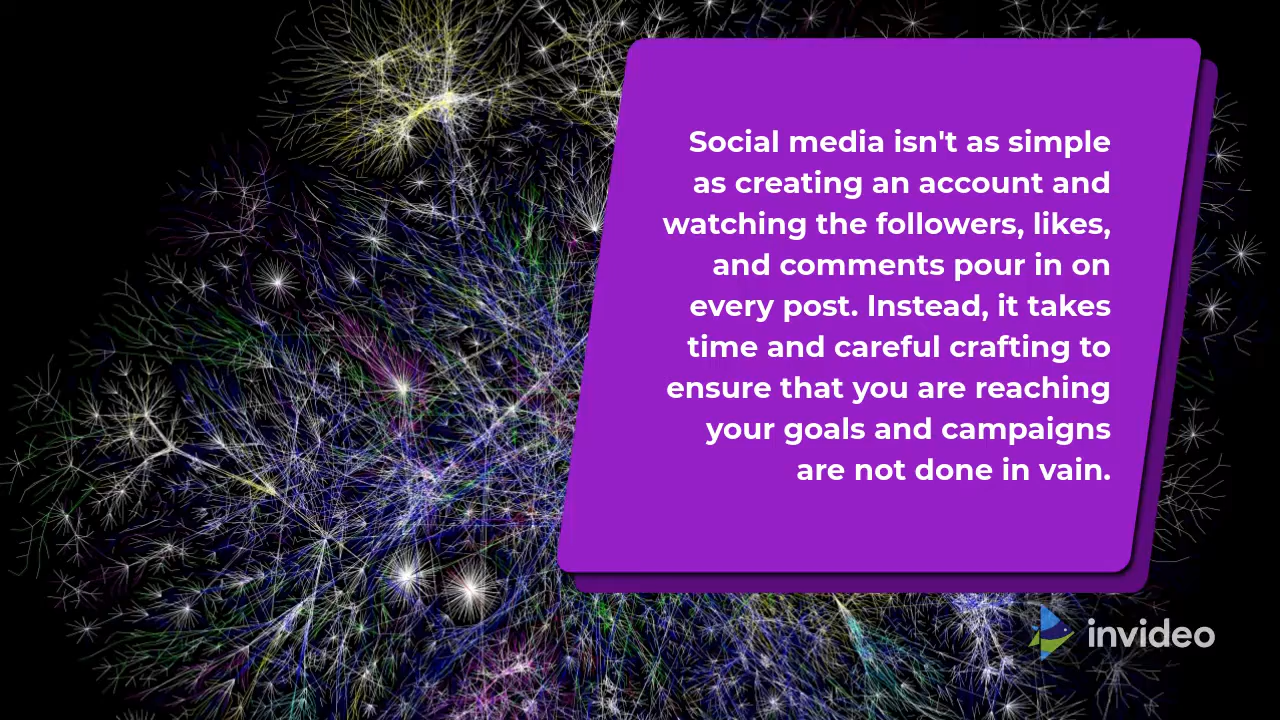 Social media isn't as simple
as creating an account and
watching the followers, likes,
and comments pour in on
every post. Instead, it takes
time and careful crafting to
ensure that you are reaching
your goals and campaigns
are not done in vain.
invideo